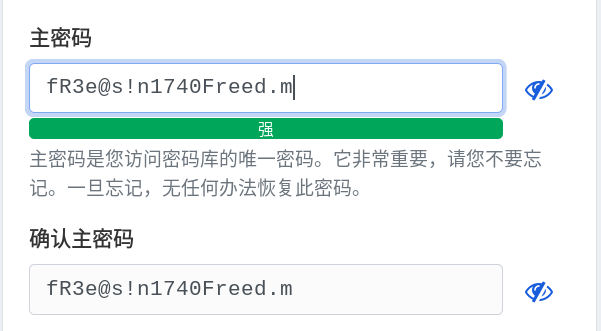 主密码
fR3e@s!n1740Freed.m
强
主密码是您访问密码库的唯一密码。它非常重要，请您不要忘
记。一旦忘记，无任何办法恢复此密码。
确认主密码
fR3e@s!n1740Freed.m